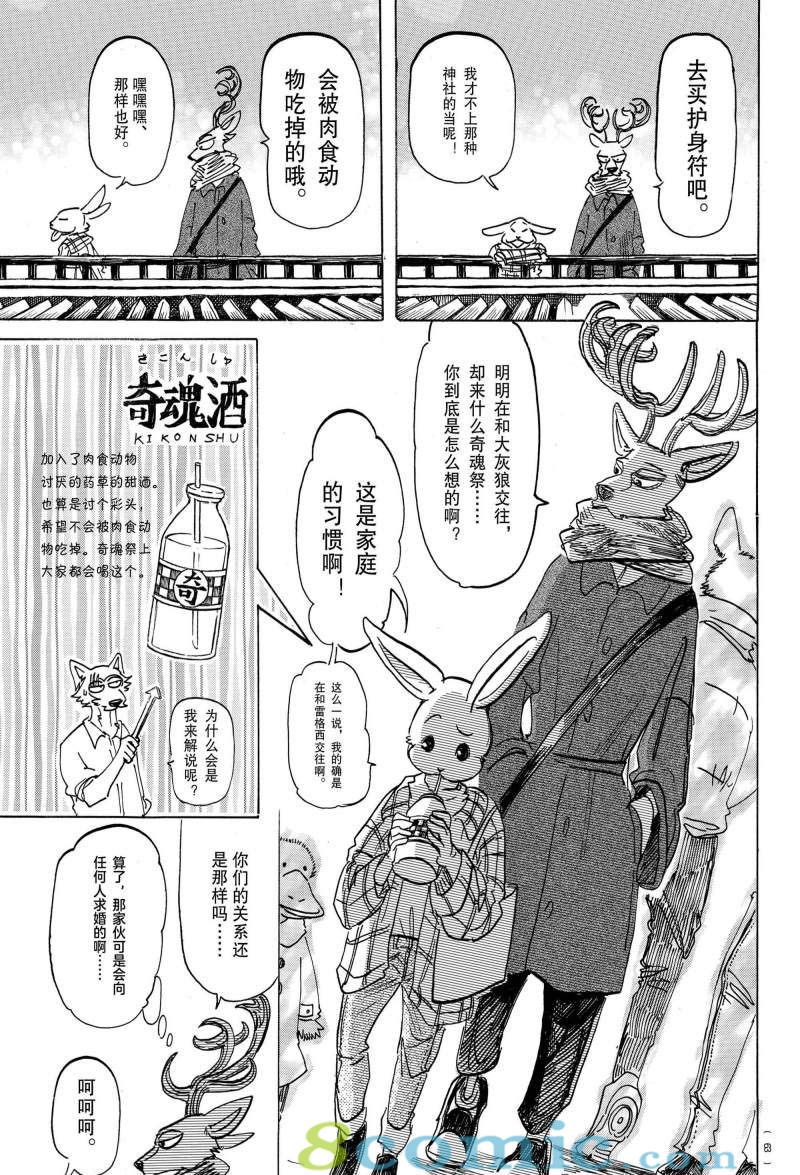 去买护身符吧。
我才不上那种
神社的当呢！
会被肉食动
物吃掉的哦。
嘿嘿嘿、
那样也好。
明明在和大灰狼交往，
却来什么奇魂祭……
你到底是怎么想的啊？
这是家庭
的习惯啊！
这么一说，我的确是
在和雷格西交往啊。
きこんしゅ
奇魂酒
KIKONSHU
加入了肉食动物
讨厌的药草的甜酒。
也算是讨个彩头，
希望不会被肉食动
物吃掉。奇魂祭上
大家都会喝这个。
奇
为什么会是
我来解说呢？
你们的关系还
是那样吗……
算了，那家伙可是会向
任何人求婚的啊……
呵呵呵。
（63
8comic.com